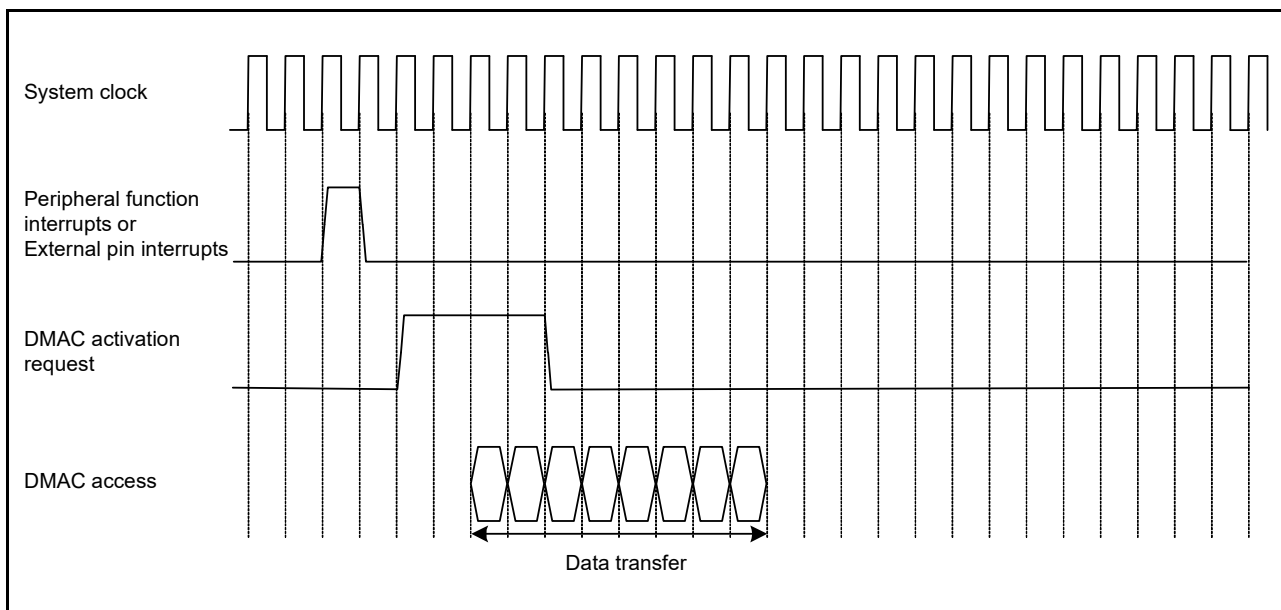 System clock
Peripheral function
interrupts or
External pin interrupts
DMAC activation
request
DMAC access
Data transfer